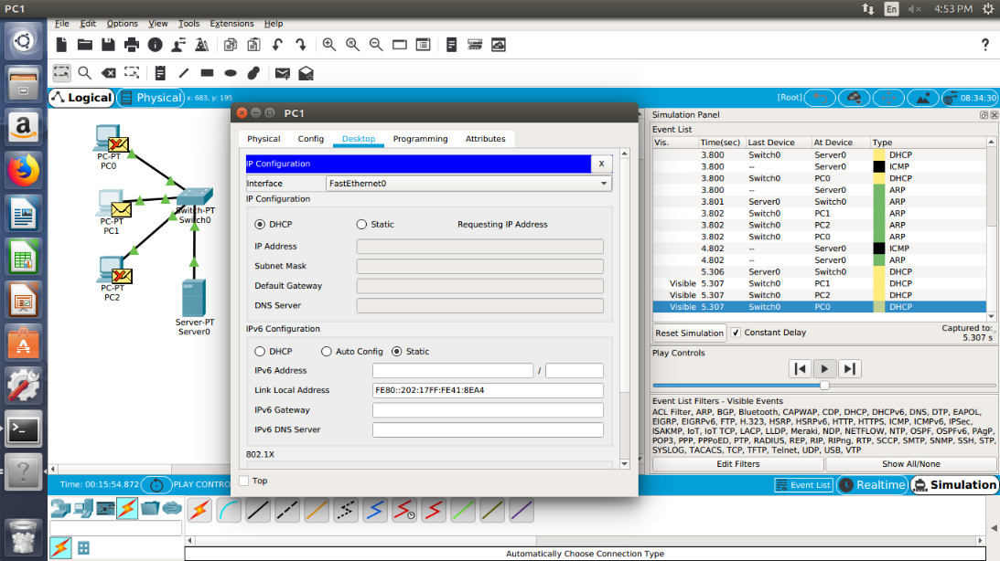 PC1
En
4:53 PM
File Edit Options View Tools Extensions Help
?
Logical
Physical
x: 683, y: 195
[Root]
08:34:30
PC-PT
PC0
PC-PT
PC1
PC-PT
PC2
Switch-PT
Switch0
Server-PT
Server0
PC1
Physical Config Desktop Programming Attributes
IP Configuration X
Interface FastEthernet0
IP Configuration
DHCP Static Requesting IP Address
IP Address
Subnet Mask
Default Gateway
DNS Server
IPv6 Configuration
DHCP Auto Config Static
IPv6 Address /
Link Local Address FE80::202:17FF:FE41:8EA4
IPv6 Gateway
IPv6 DNS Server
802.1X
Top
Simulation Panel
Event List
Vis. Time(sec) Last Device At Device Type
3.800 Switch0 Server0 DHCP
3.800 -- Server0 ICMP
3.800 Switch0 PC0 DHCP
3.800 -- Server0 ARP
3.801 Server0 Switch0 ARP
3.802 Switch0 PC1 ARP
3.802 Switch0 PC2 ARP
3.802 Switch0 PC0 ARP
4.802 -- Server0 ICMP
4.802 -- Server0 ARP
5.306 Server0 Switch0 DHCP
Visible 5.307 Switch0 PC1 DHCP
Visible 5.307 Switch0 PC2 DHCP
Visible 5.307 Switch0 PC0 DHCP
Reset Simulation Constant Delay Captured to:
5.307 s
Play Controls
Event List Filters - Visible Events
ACL Filter, ARP, BGP, Bluetooth, CAPWAP, CDP, DHCP, DHCPv6, DNS, DTP, EAPOL,
EIGRP, EIGRPv6, FTP, H.323, HSRP, HSRPv6, HTTP, HTTPS, ICMP, ICMPv6, IPSec,
ISAKMP, IoT, IoT TCP, LACP, LLDP, Meraki, NDP, NETFLOW, NTP, OSPF, OSPFv6, PAgP,
POP3, PPP, PPPoED, PTP, RADIUS, REP, RIP, RIPng, RTP, SCCP, SMTP, SNMP, SSH, STP,
SYSLOG, TACACS, TCP, TFTP, Telnet, UDP, USB, VTP
Edit Filters Show All/None
Time: 00:15:54.872
PLAY CONTRO
Event List
Realtime
Simulation
Automatically Choose Connection Type